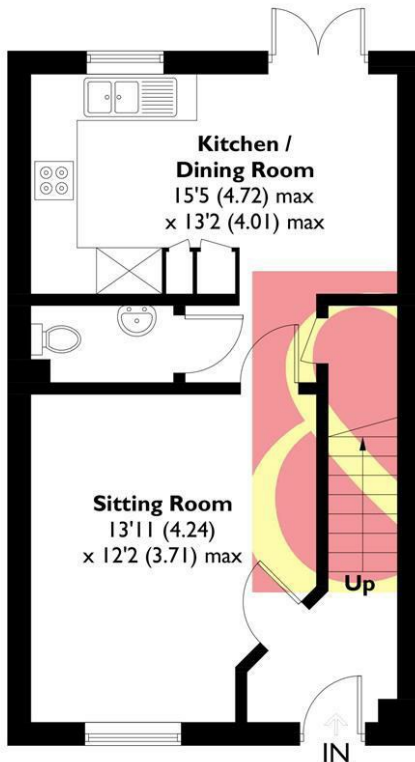 Kitchen /
Dining Room
15'5 (4.72) max
x 13'2 (4.01) max
Sitting Room
13'11 (4.24)
x 12'2 (3.71) max
Up
IN
&